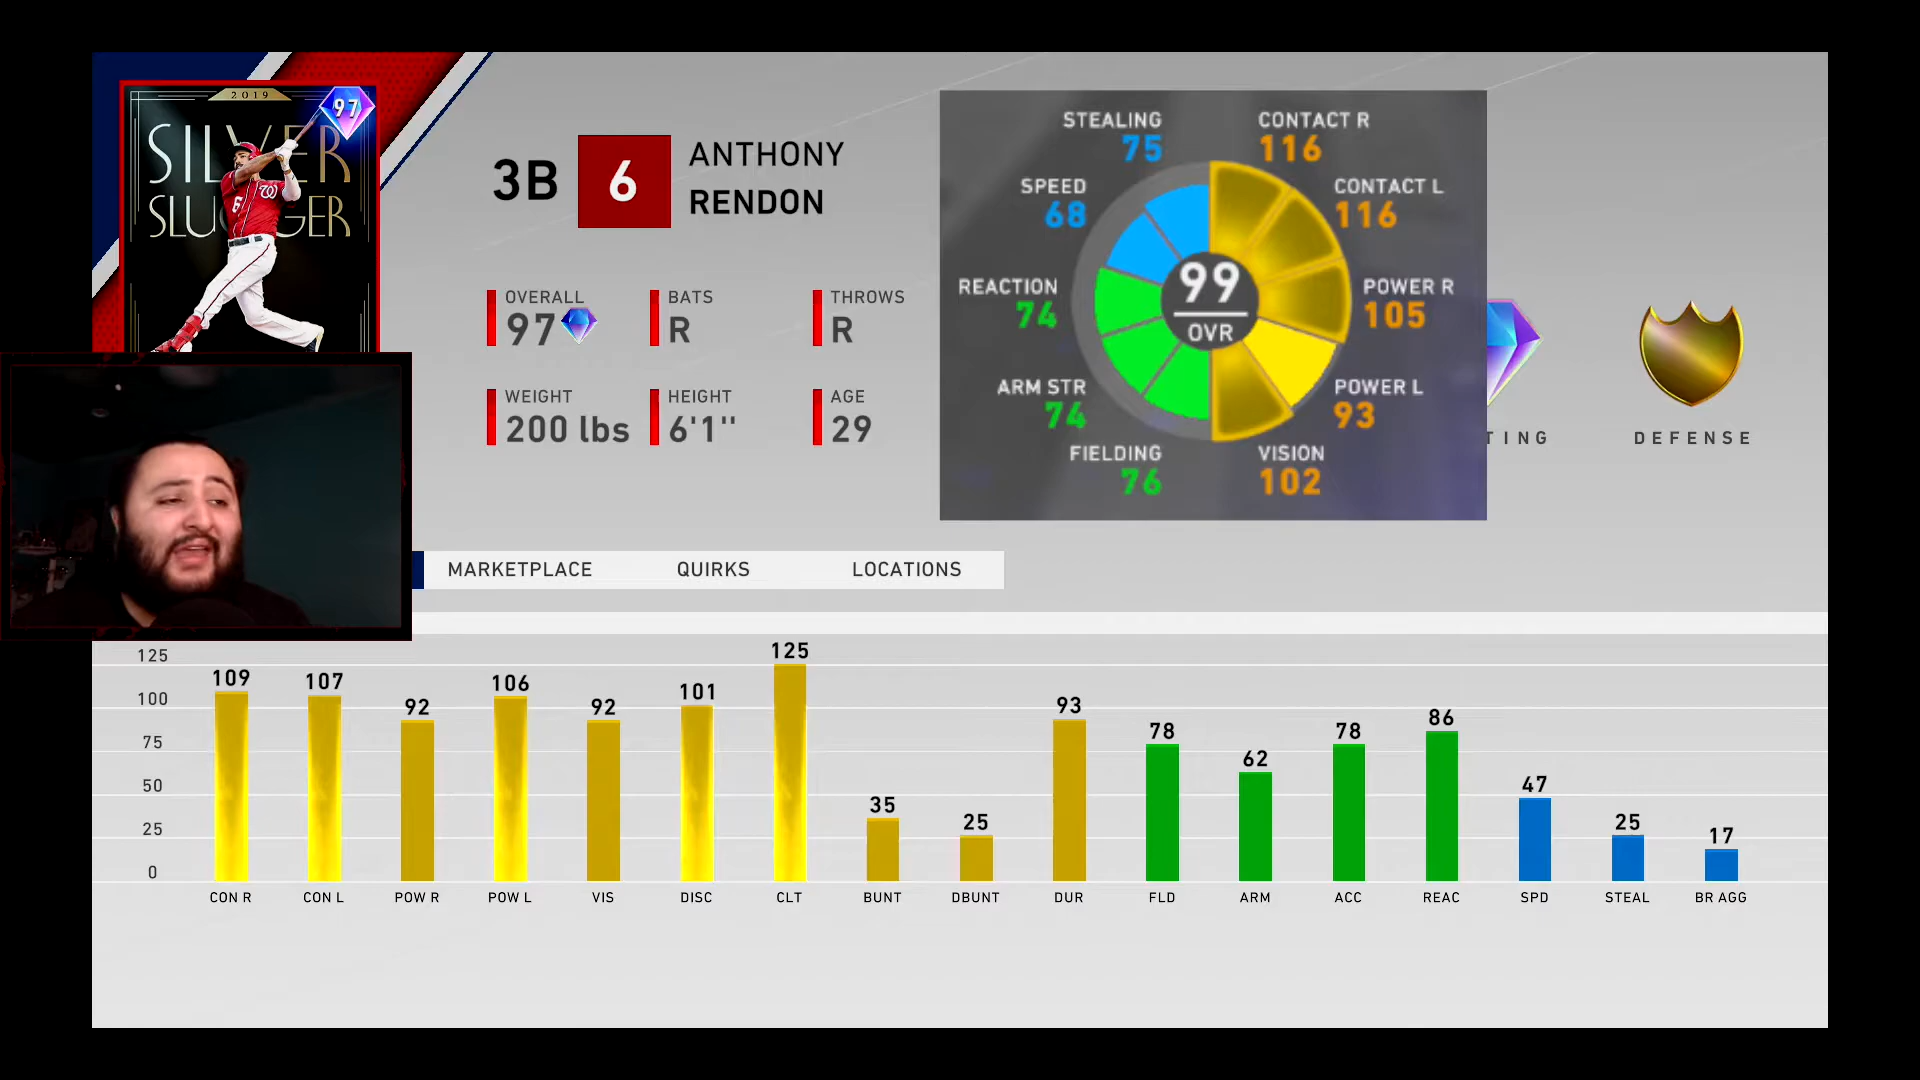 2019
97
SILVER
SLUGGER
6
3B
6
ANTHONY
RENDON
OVERALL
97
BATS
R
THROWS
R
WEIGHT
200 lbs
HEIGHT
6'1"
AGE
29
STEALING
75
CONTACT R
116
SPEED
68
CONTACT L
116
REACTION
74
99
OVR
POWER R
105
ARM STR
74
POWER L
93
FIELDING
76
VISION
102
TING
DEFENSE
MARKETPLACE
QUIRKS
LOCATIONS
125
100
75
50
25
0
109
107
92
106
92
101
125
35
25
93
78
62
78
86
47
25
17
CON R
CON L
POW R
POW L
VIS
DISC
CLT
BUNT
DBUNT
DUR
FLD
ARM
ACC
REAC
SPD
STEAL
BR AGG